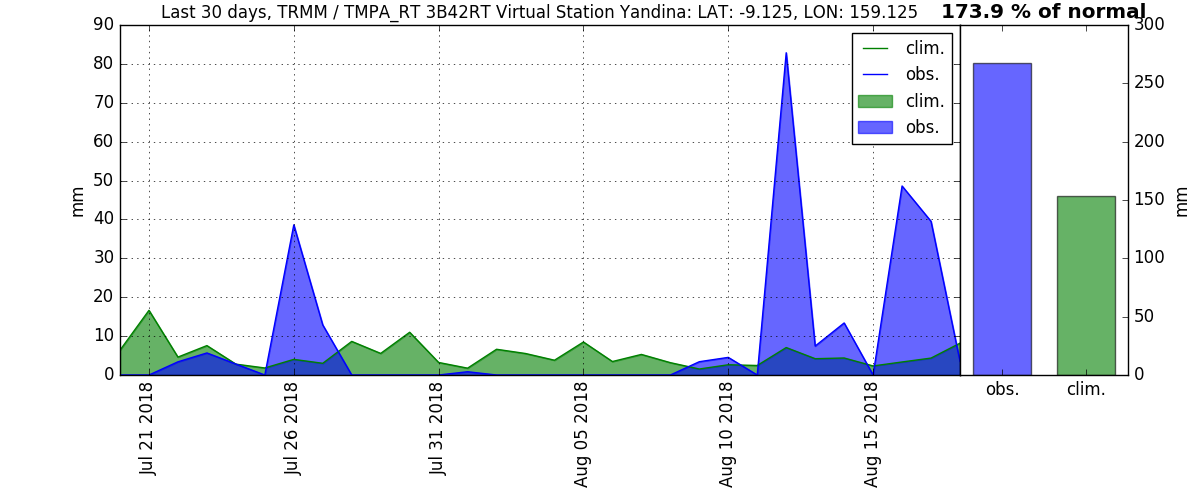 Last 30 days, TRMM / TMPA_RT 3B42RT Virtual Station Yandina: LAT: -9.125, LON: 159.125
173.9 % of normal
90
80
70
60
50
40
30
20
10
0
mm
clim.
obs.
clim.
obs.
300
250
200
150
100
50
0
mm
Jul 21 2018
Jul 26 2018
Jul 31 2018
Aug 05 2018
Aug 10 2018
Aug 15 2018
obs.
clim.